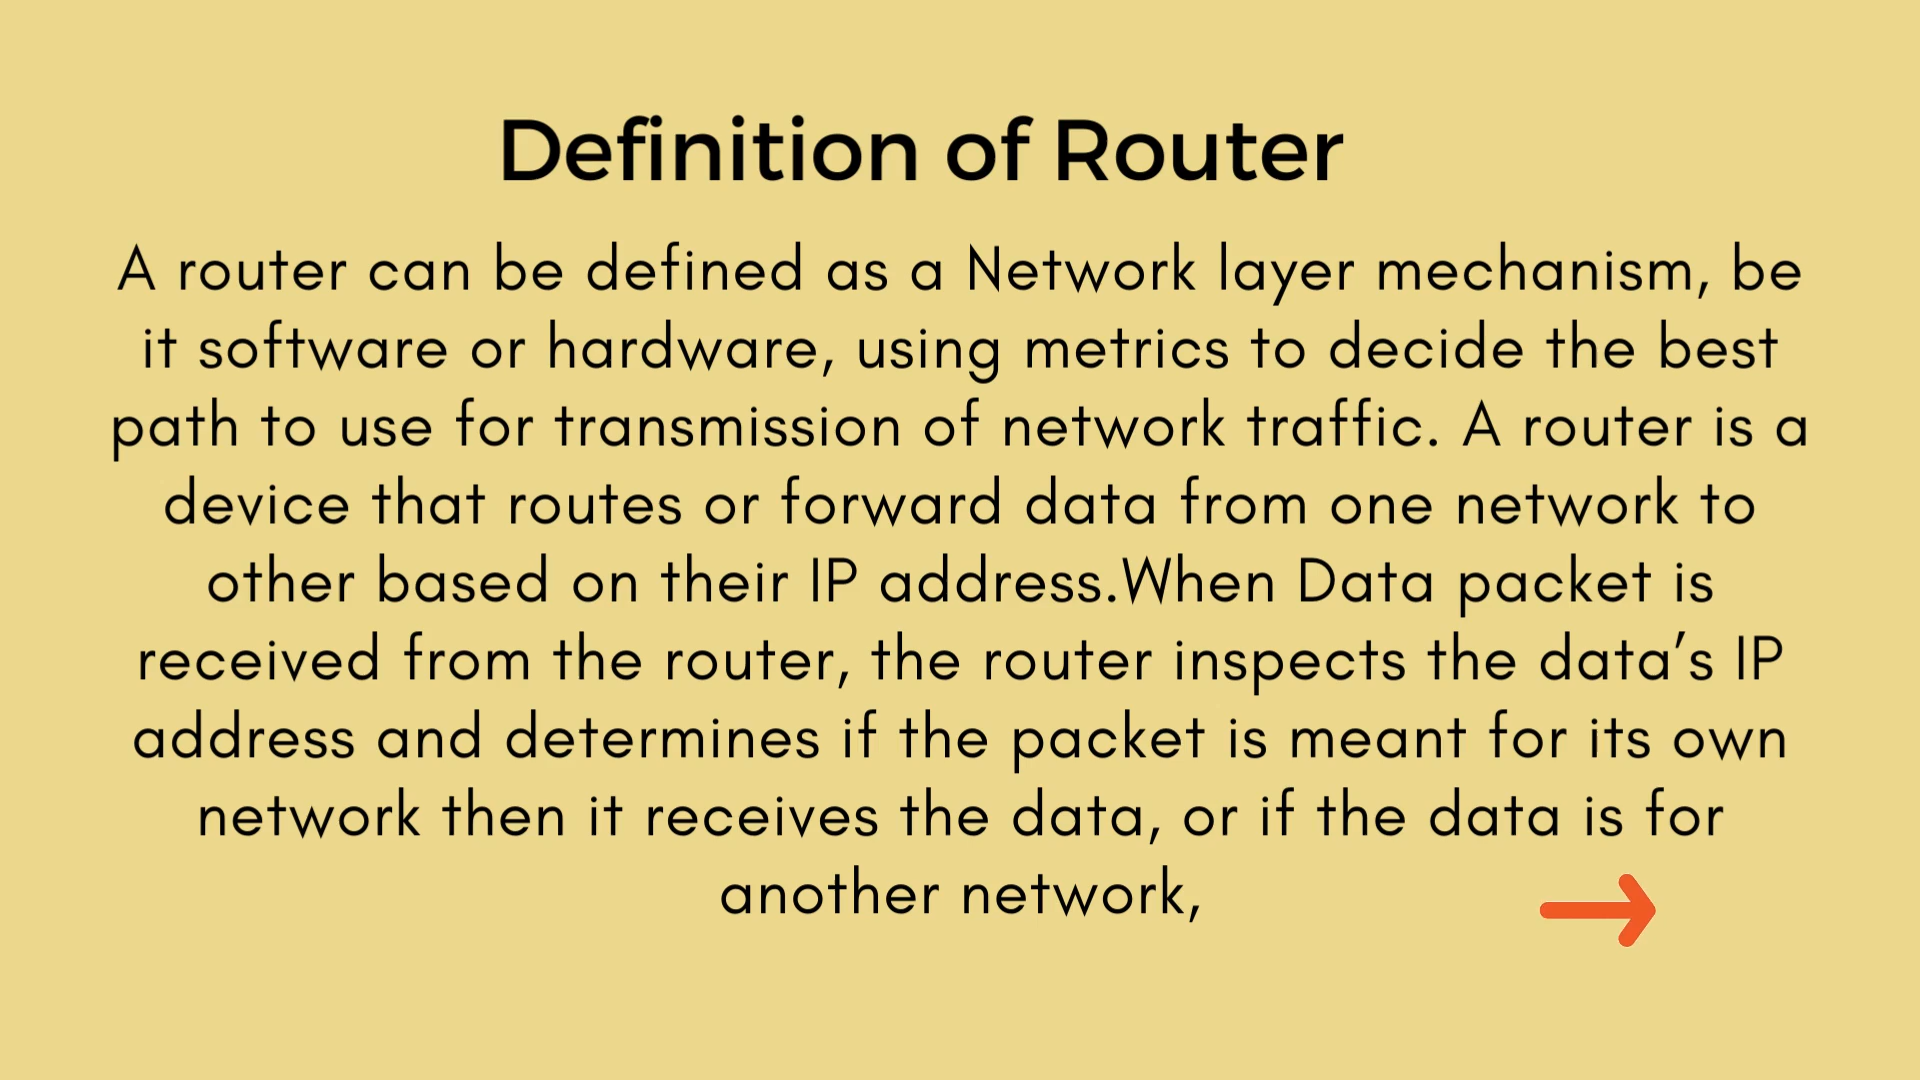 Definition of Router
A router can be defined as a Network layer mechanism, be
it software or hardware, using metrics to decide the best
path to use for transmission of network traffic. A router is a
device that routes or forward data from one network to
other based on their IP address.When Data packet is
received from the router, the router inspects the data’s IP
address and determines if the packet is meant for its own
network then it receives the data, or if the data is for
another network,